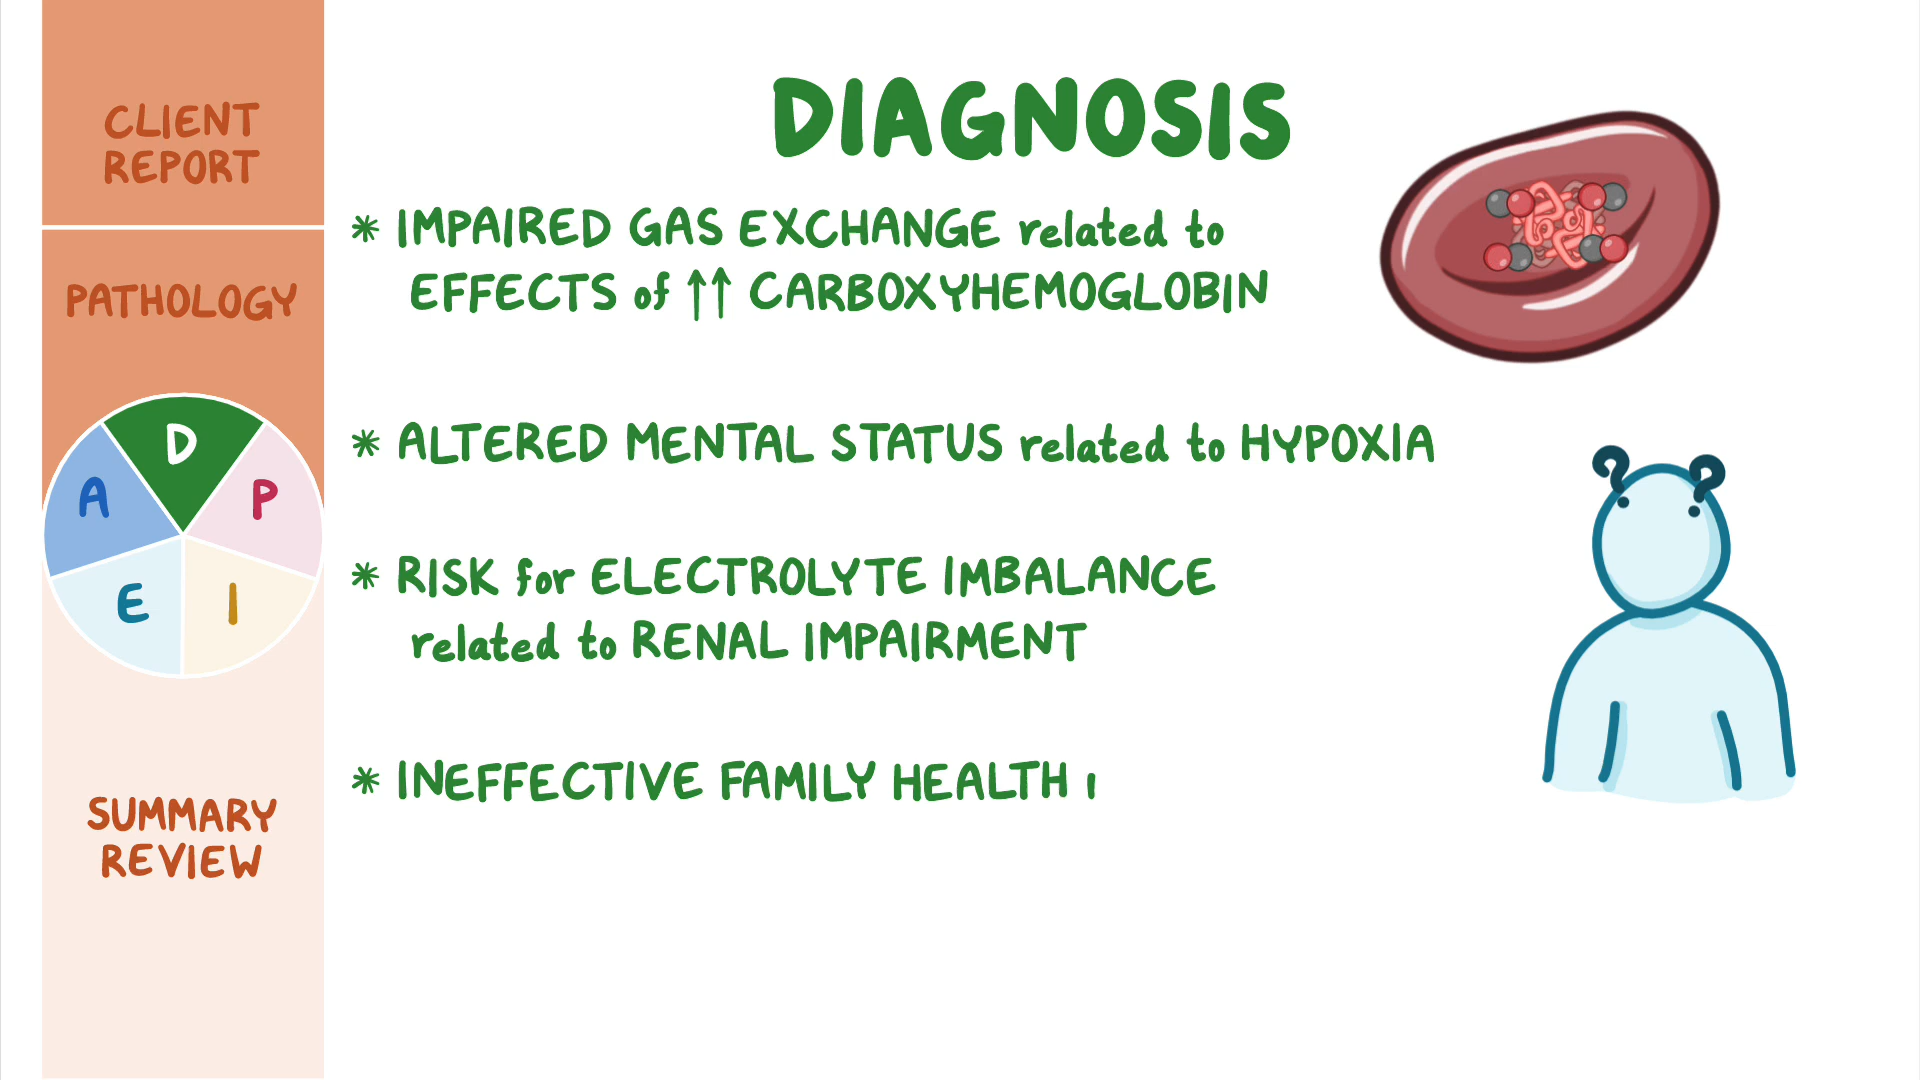 CLIENT
REPORT
PATHOLOGY
D
A
P
E
I
SUMMARY
REVIEW
DIAGNOSIS
* IMPAIRED GAS EXCHANGE related to
EFFECTS of ↑↑ CARBOXYHEMOGLOBIN
* ALTERED MENTAL STATUS related to HYPOXIA
* RISK for ELECTROLYTE IMBALANCE
related to RENAL IMPAIRMENT
* INEFFECTIVE FAMILY HEALTH
? ?